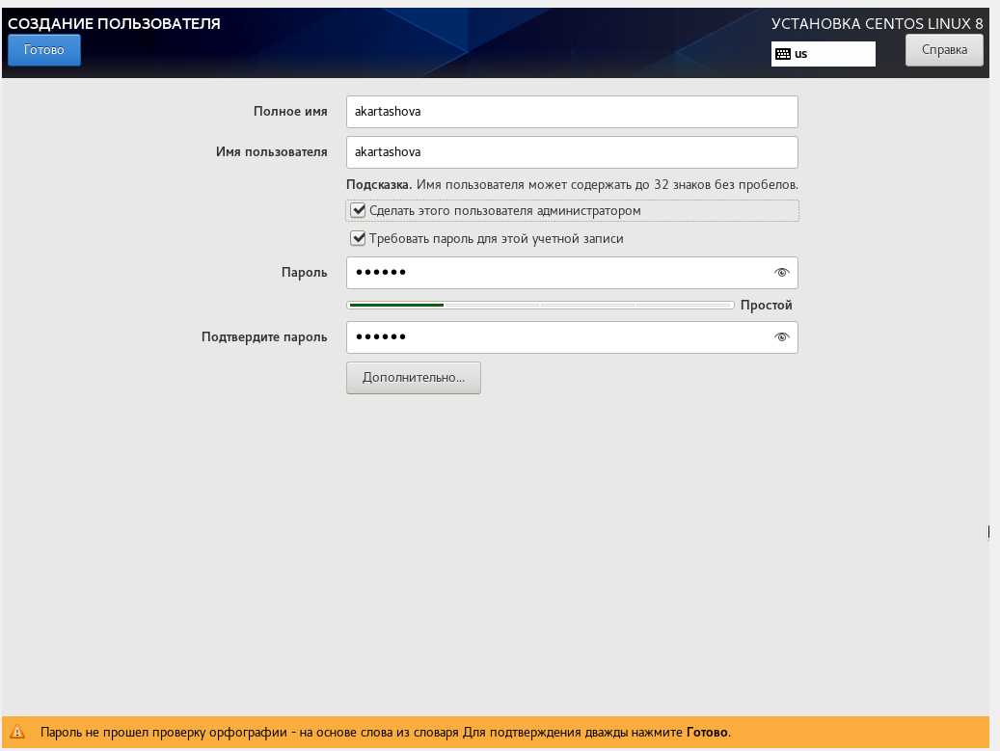 СОЗДАНИЕ ПОЛЬЗОВАТЕЛЯ
УСТАНОВКА CENTOS LINUX 8
Готово
us
Справка
Полное имя
akartashova
Имя пользователя
akartashova
Подсказка. Имя пользователя может содержать до 32 знаков без пробелов.
Сделать этого пользователя администратором
Требовать пароль для этой учетной записи
Пароль
••••••
Простой
Подтвердите пароль
••••••
Дополнительно...
Пароль не прошел проверку орфографии - на основе слова из словаря Для подтверждения дважды нажмите Готово.